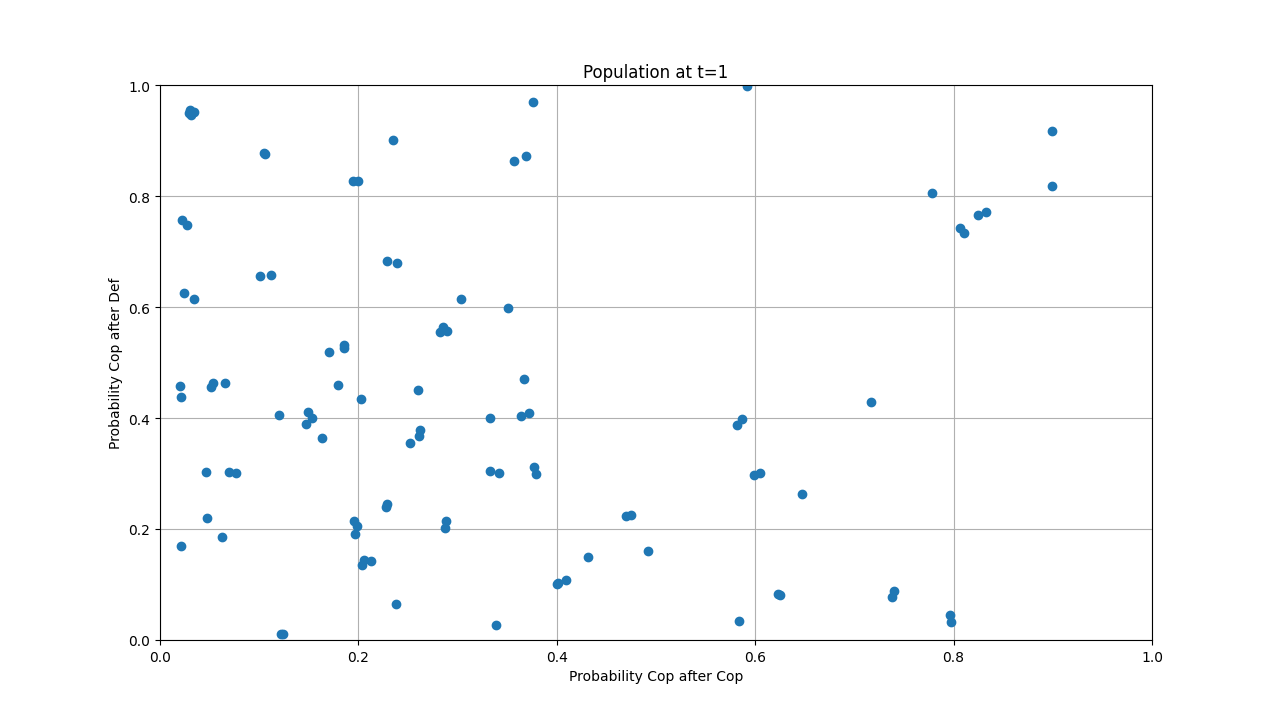 Population at t=1
1.0
0.8
0.6
0.4
0.2
0.0
Probability Cop after Def
0.0 0.2 0.4 0.6 0.8 1.0
Probability Cop after Cop